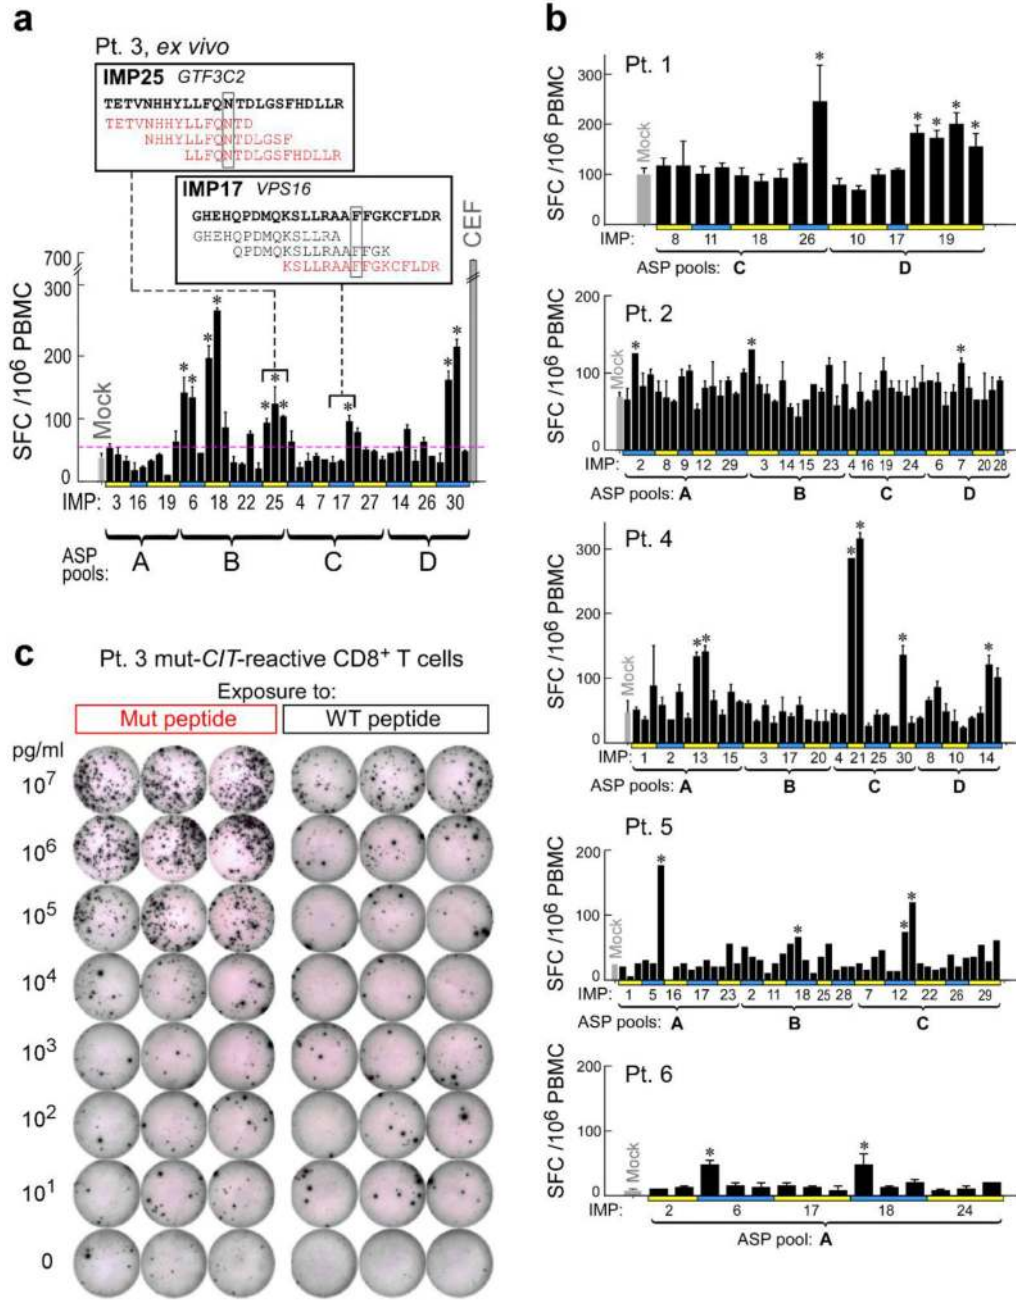 a
Pt. 3, ex vivo
IMP25 GTF3C2
TETVNHHYLLFQNTDLGSFHDLLR
TETVNHHYLLFQNTD
NHHYLLFQNTDLGSF
LLFQNTDLGSFHDLLR
IMP17 VPS16
GHEHQPDMQKSLLRAAFFGKCFLDR
GHEHQPDMQKSLLRA
QPDMQKSLLRAAFFGK
KSLLRAAFFGKCFLDR
SFC /10⁶ PBMC
700
300
200
100
0
Mock
CEF
IMP: 3 16 19 6 18 22 25 4 7 17 27 14 26 30
ASP pools: A B C D
b
Pt. 1
SFC /10⁶ PBMC
300
200
100
0
Mock
IMP: 8 11 18 26 10 17 19
ASP pools: C D
Pt. 2
SFC /10⁶ PBMC
200
100
0
Mock
IMP: 2 8 9 12 29 3 14 15 23 4 16 19 24 6 7 20 28
ASP pools: A B C D
Pt. 4
SFC /10⁶ PBMC
300
200
100
0
Mock
IMP: 1 2 13 15 3 17 20 4 21 25 30 8 10 14
ASP pools: A B C D
Pt. 5
SFC /10⁶ PBMC
200
100
0
Mock
IMP: 1 5 16 17 23 2 11 18 25 28 7 12 22 26 29
ASP pools: A B C
Pt. 6
SFC /10⁶ PBMC
200
100
0
Mock
IMP: 2 6 17 18 24
ASP pool: A
c
Pt. 3 mut-CIT-reactive CD8⁺ T cells
Exposure to:
Mut peptide WT peptide
pg/ml
10⁷
10⁶
10⁵
10⁴
10³
10²
10¹
0